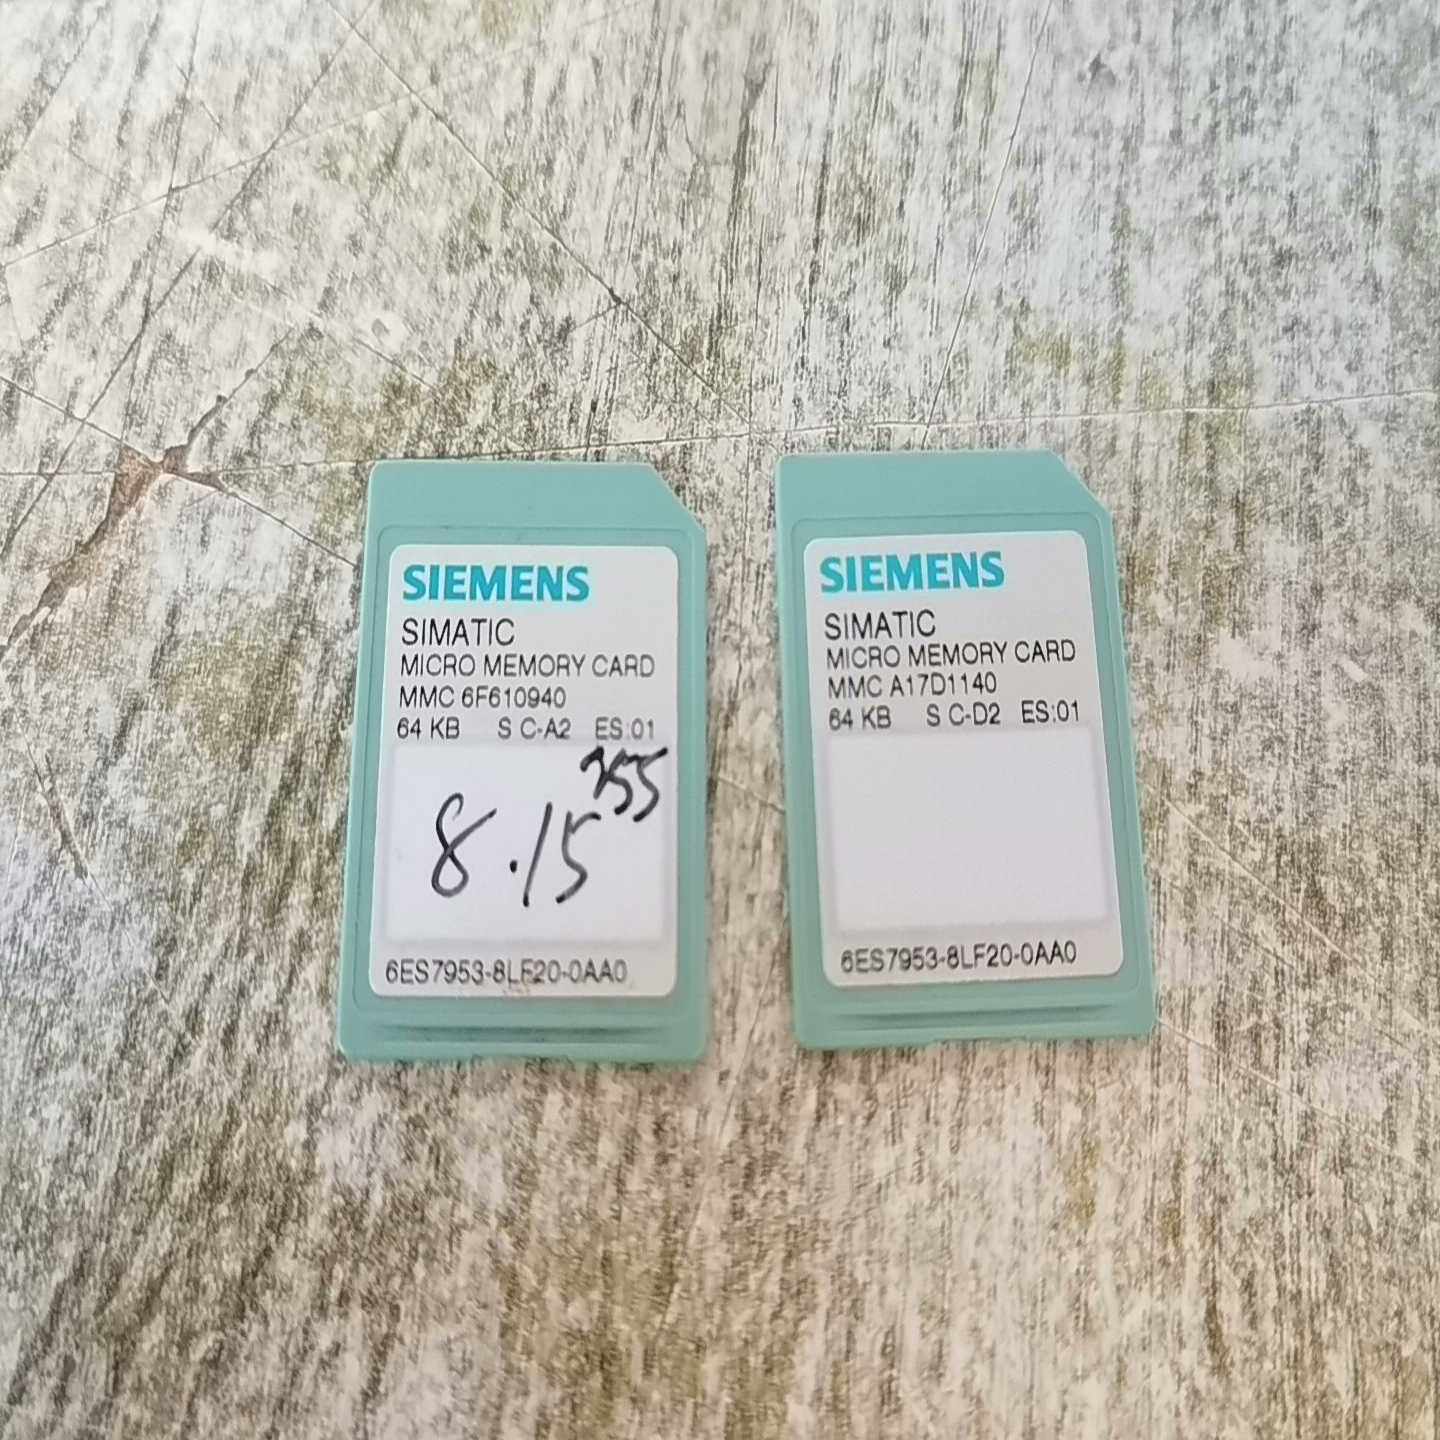 SIEMENS
SIMATIC
MICRO MEMORY CARD
MMC 6F610940
64 KB S C-A2 ES:01
355
8.15
6ES7953-8LF20-0AA0
SIEMENS
SIMATIC
MICRO MEMORY CARD
MMC A17D1140
64 KB S C-D2 ES:01
6ES7953-8LF20-0AA0